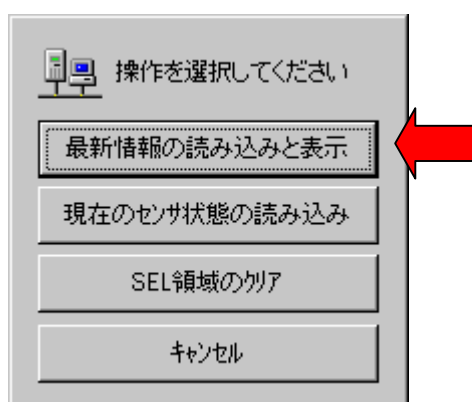 操作を選択してください
最新情報の読み込みと表示
現在のセンサ状態の読み込み
SEL領域のクリア
キャンセル